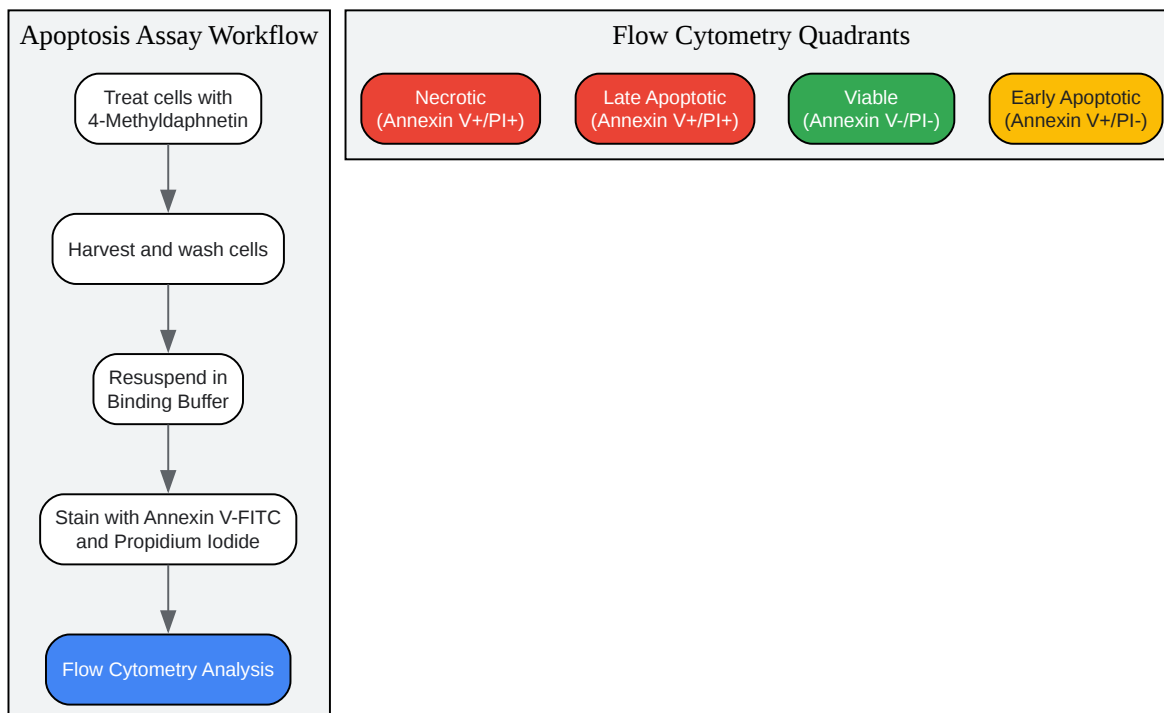 Apoptosis Assay Workflow
Treat cells with
4-Methyldaphnetin
Harvest and wash cells
Resuspend in
Binding Buffer
Stain with Annexin V-FITC
and Propidium Iodide
Flow Cytometry Analysis
Flow Cytometry Quadrants
Necrotic
(Annexin V+/PI+)
Late Apoptotic
(Annexin V+/PI+)
Viable
(Annexin V-/PI-)
Early Apoptotic
(Annexin V+/PI-)